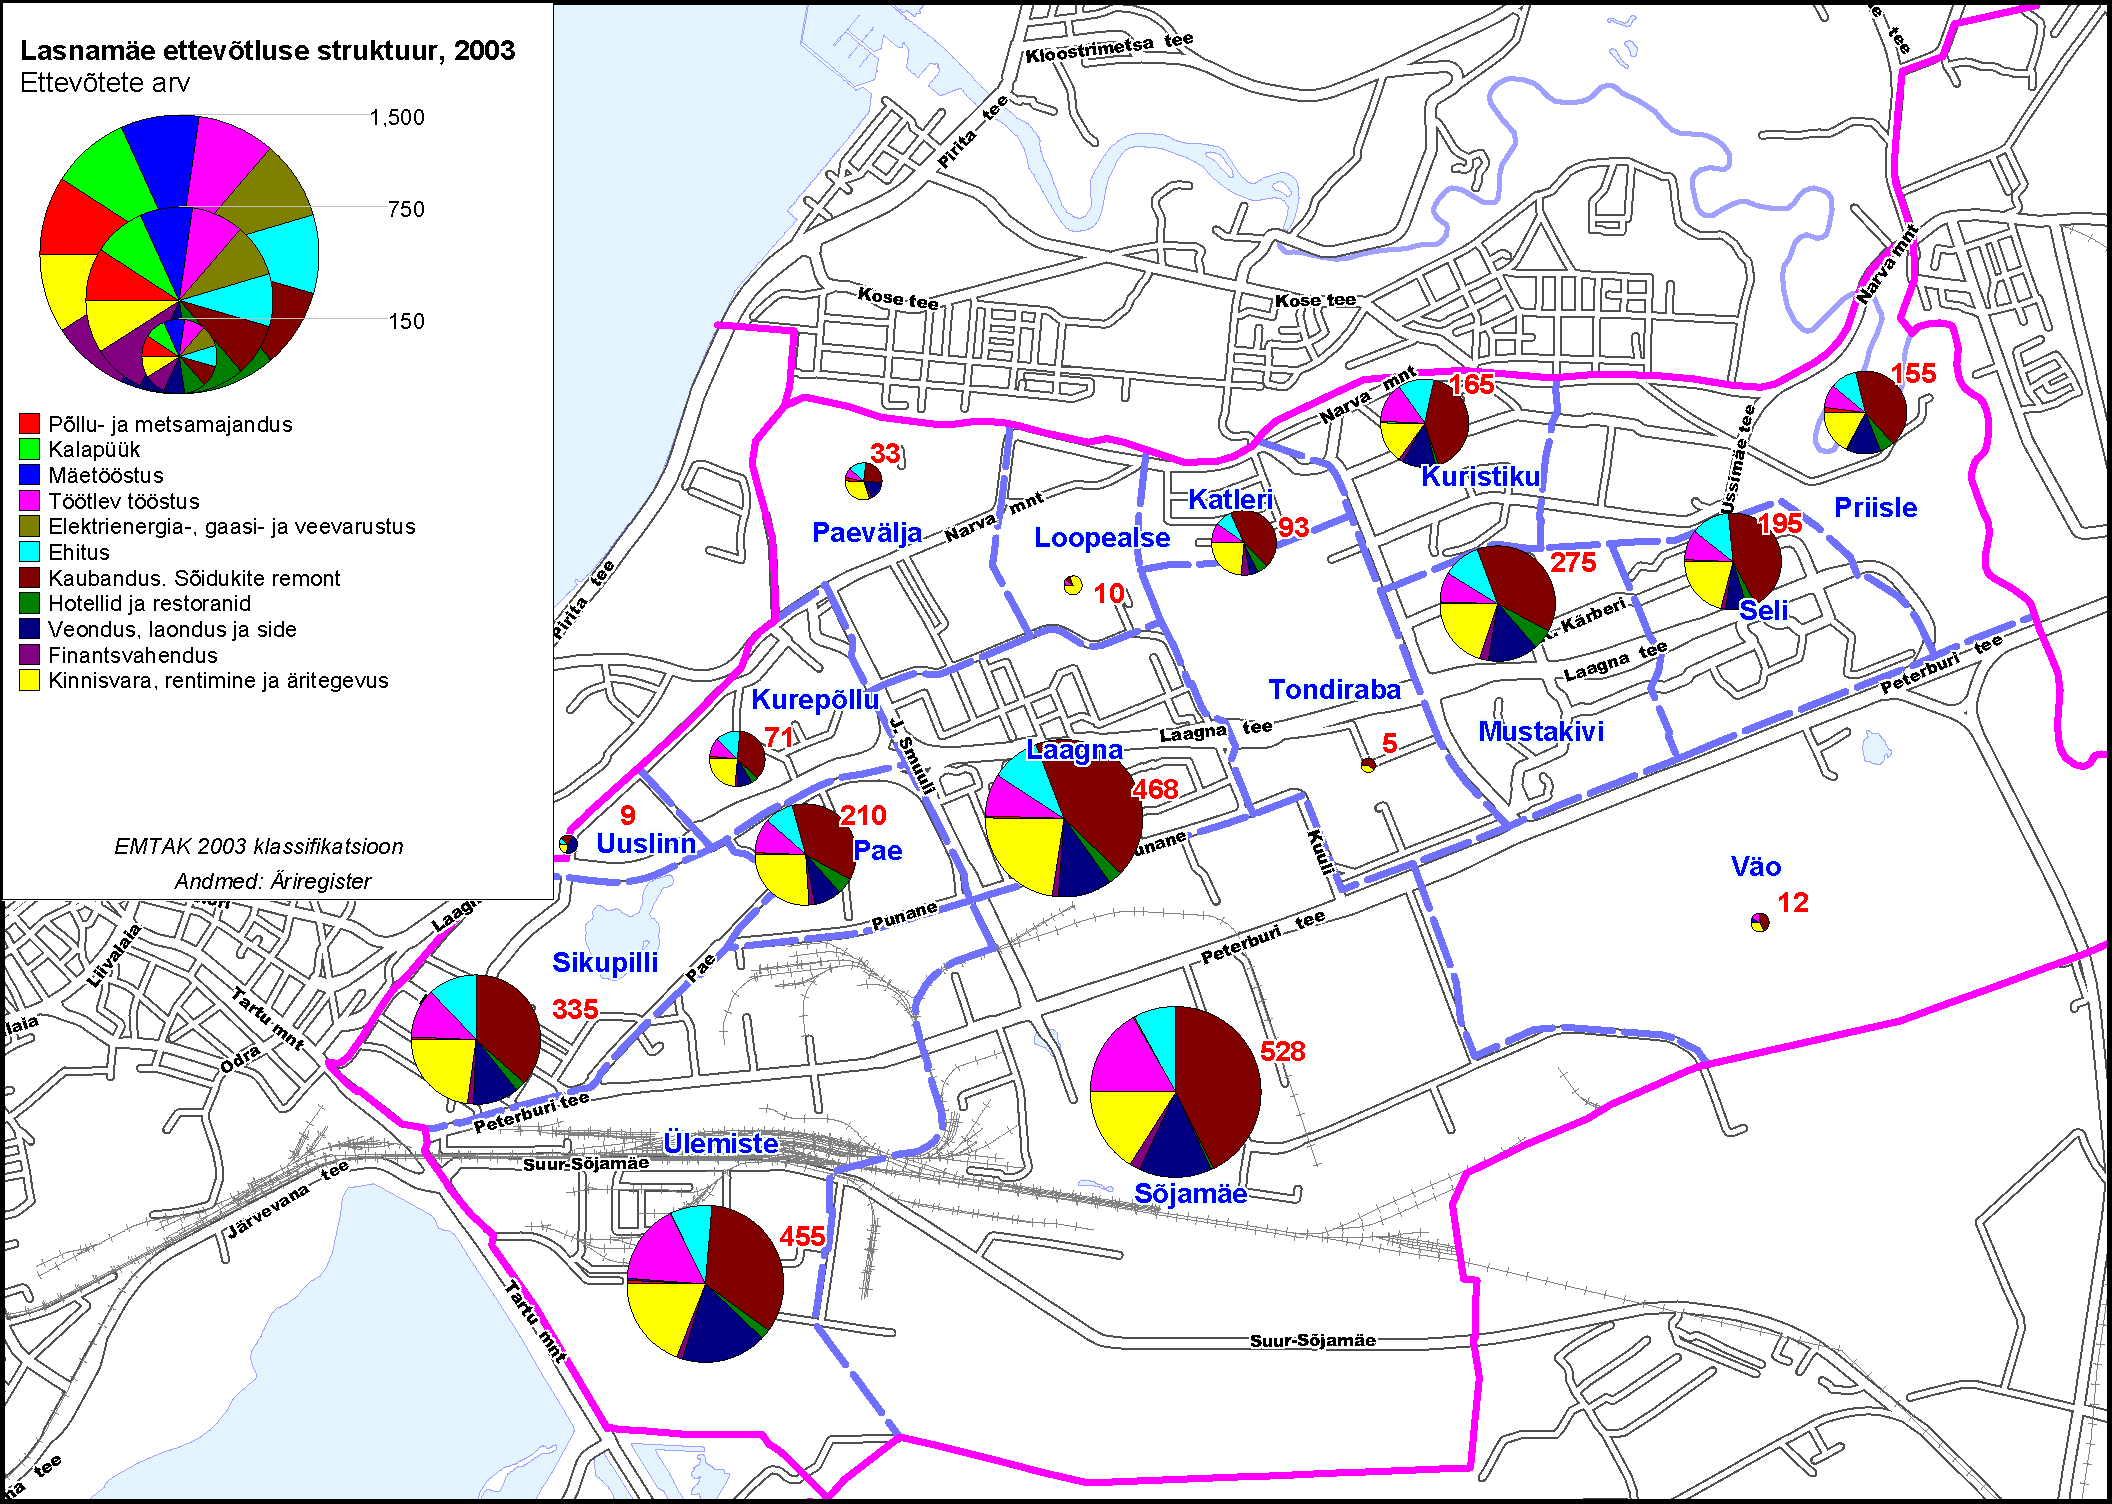 Lasnamäe ettevõtluse struktuur, 2003
Ettevõtete arv
1,500
750
150
Põllu- ja metsamajandus
Kalapüük
Mäetööstus
Töötlev tööstus
Elektrienergia-, gaasi- ja veevarustus
Ehitus
Kaubandus. Sõidukite remont
Hotellid ja restoranid
Veondus, laondus ja side
Finantsvahendus
Kinnisvara, rentimine ja äritegevus
EMTAK 2003 klassifikatsioon
Andmed: Äriregister
Kloostrimetsa tee
Pirita tee
Kose tee
Kose tee
Narva mnt
Narva mnt
165
155
33
Kuristiku
Ussimäe tee
Katleri
Priisle
Narva mnt
Paevälja
Loopealse
93
195
275
10
Pirita tee
K. Kärberi
Seli
Laagna tee
Peterburi tee
Kurepõllu
Tondiraba
J. Smuuli
Laagna tee
Mustakivi
71
Laagna
5
468
9
210
Uuslinn
Pae
Punane
Kuuli
Väo
12
Laagna
Punane
Peterburi tee
Liivalaia
Sikupilli
Pae
335
Tartu mnt
Odra
528
Peterburi tee
Ülemiste
Suur-Sõjamäe
Järvevana tee
Sõjamäe
455
Tartu mnt
Suur-Sõjamäe
tee